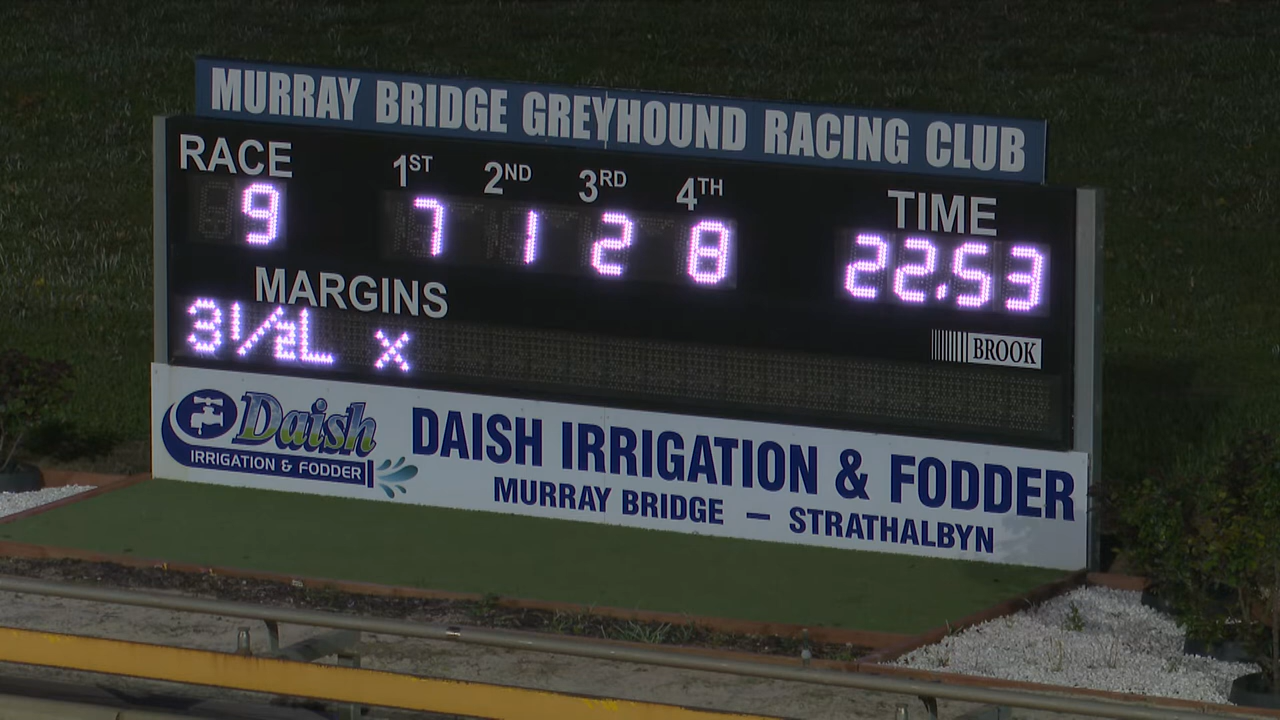 MURRAY BRIDGE GREYHOUND RACING CLUB
RACE 1ST 2ND 3RD 4TH TIME
9 7 1 2 8 22.53
MARGINS
31/2L x
BROOK
Daish
IRRIGATION & FODDER
DAISH IRRIGATION & FODDER
MURRAY BRIDGE — STRATHALBYN